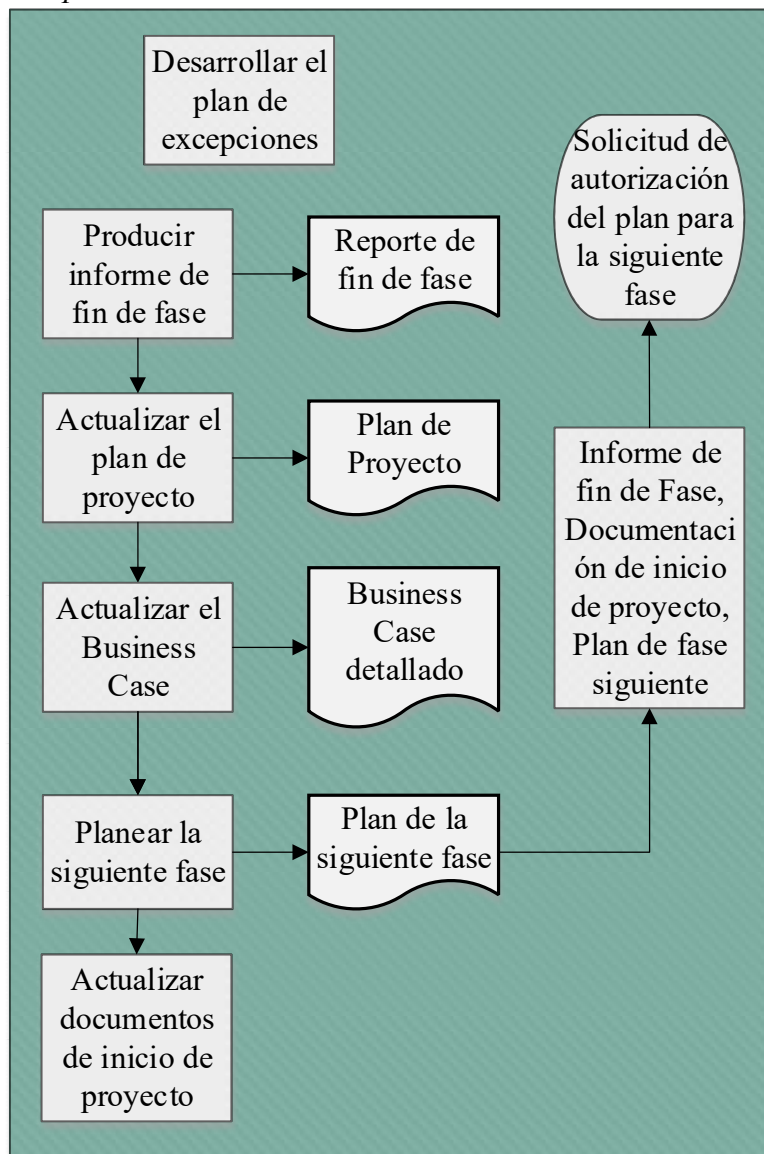 Desarrollar el
plan de
excepciones
Solicitud de
autorización
del plan para
la siguiente
fase
Producir
informe de
fin de fase
Reporte de
fin de fase
Actualizar el
plan de
proyecto
Plan de
Proyecto
Informe de
fin de Fase,
Documentaci
ón de inicio
de proyecto,
Plan de fase
siguiente
Actualizar el
Business
Case
Business
Case
detallado
Planear la
siguiente fase
Plan de la
siguiente fase
Actualizar
documentos
de inicio de
proyecto